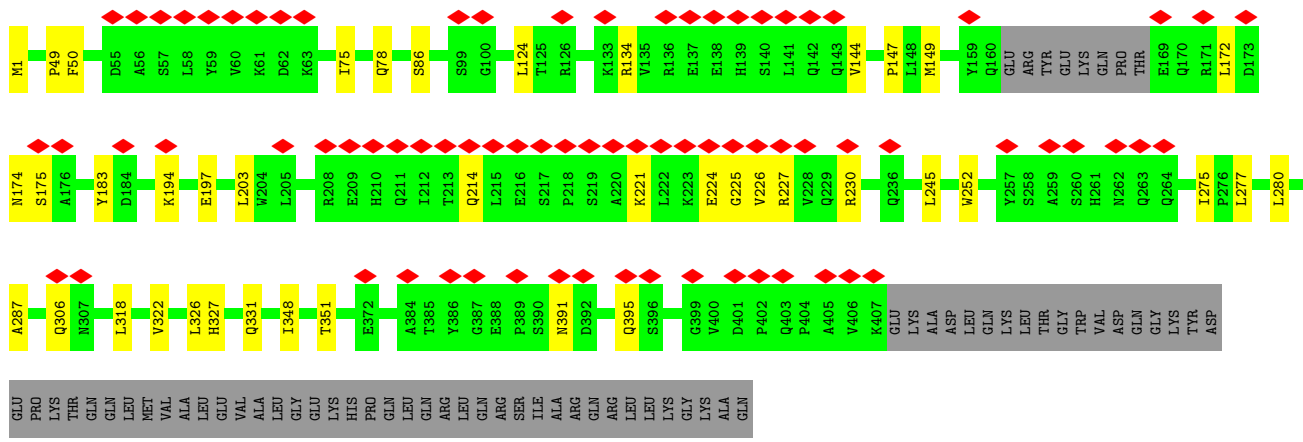 M1 P49 F50 D55 A56 S57 L58 Y59 V60 K61 D62 K63 I75 Q78 S86 S99 G100 L124 T125 R126 K133 R134 V135 R136 E137 E138 H139 S140 L141 Q142 Q143 V144 P147 L148 M149 Y159 Q160 GLU ARG TYR GLU LYS GLN PRO THR E169 Q170 R171 L172 D173
N174 S175 A176 Y183 D184 K194 E197 L203 W204 L205 R208 E209 H210 Q211 I212 T213 Q214 L215 E216 S217 P218 S219 A220 K221 L222 K223 E224 G225 V226 R227 V228 Q229 R230 Q236 L245 W252 Y257 S258 A259 S260 H261 N262 Q263 Q264 I275 P276 L277 L280
A287 Q306 N307 L318 V322 L326 H327 Q331 I348 T351 E372 A384 T385 Y386 G387 E388 P389 S390 N391 D392 Q395 S396 G399 V400 D401 P402 Q403 P404 A405 V406 K407 GLU LYS ALA ASP LEU GLN LYS LEU THR GLY TRP VAL ASP GLN GLY LYS TYR ASP
GLU PRO LYS THR GLN GLN LEU MET VAL ALA LEU GLU VAL ALA LEU GLY GLU LYS HIS PRO GLN LEU GLN ARG LEU GLN ARG SER ILE ALA ARG GLN ARG LEU LEU LYS GLY LYS ALA GLN